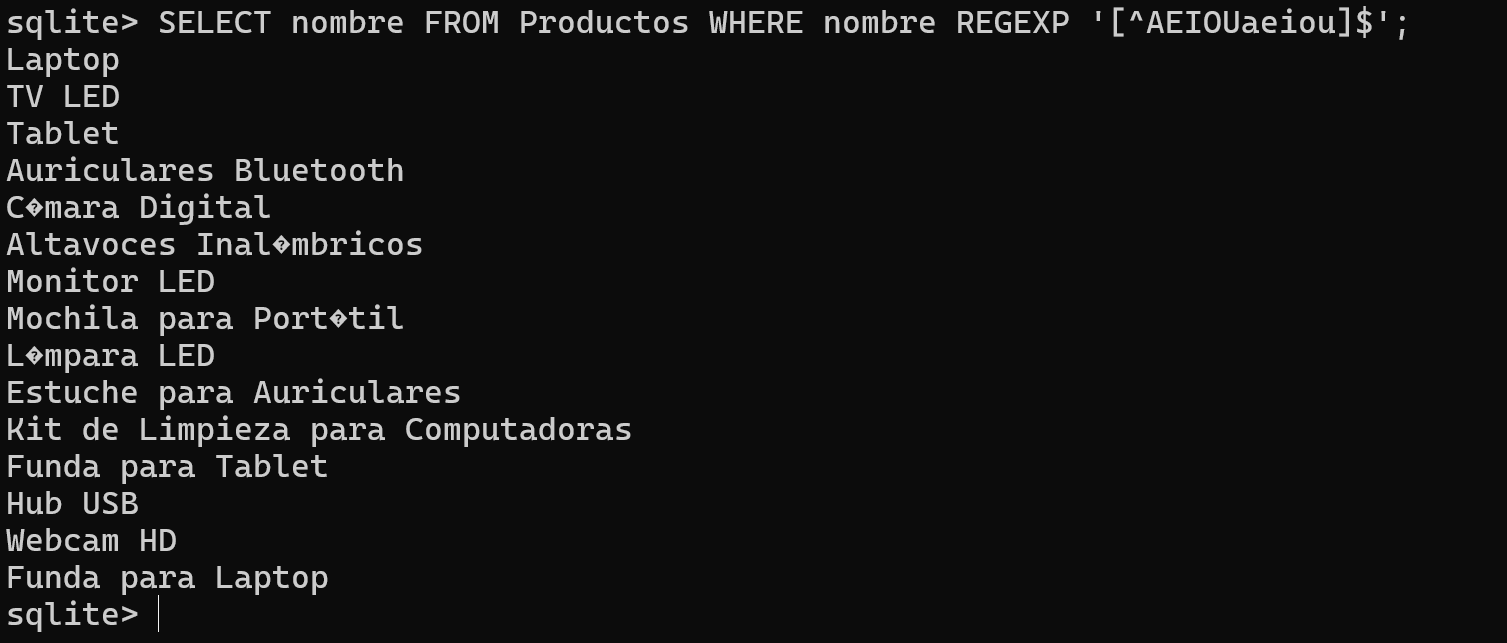 sqlite> SELECT nombre FROM Productos WHERE nombre REGEXP '[^AEIOUaeiou]$';
Laptop
TV LED
Tablet
Auriculares Bluetooth
C�mara Digital
Altavoces Inal�mbricos
Monitor LED
Mochila para Port�til
L�mpara LED
Estuche para Auriculares
Kit de Limpieza para Computadoras
Funda para Tablet
Hub USB
Webcam HD
Funda para Laptop
sqlite>